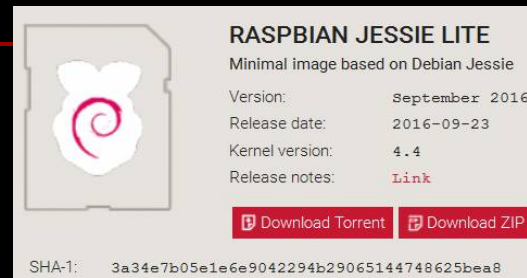 RASPBIAN JESSIE LITE
Minimal image based on Debian Jessie
Version: September 2016
Release date: 2016-09-23
Kernel version: 4.4
Release notes: Link
Download Torrent Download ZIP
SHA-1: 3a34e7b05e1e6e9042294b29065144748625bea8